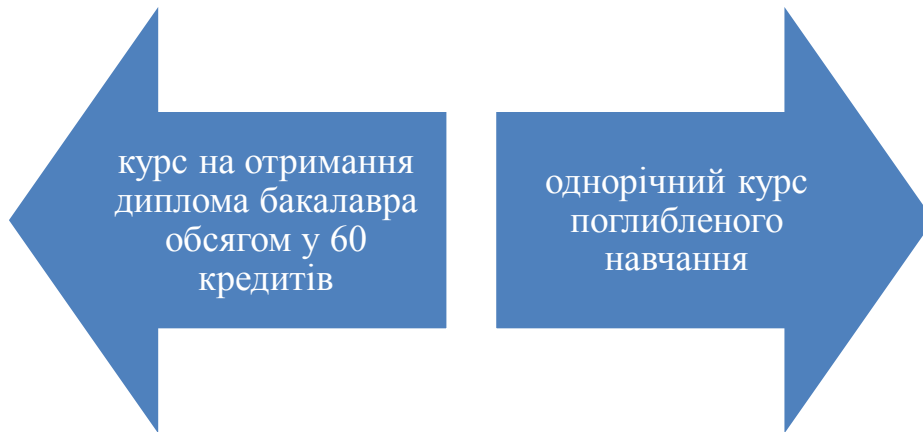 курс на отримання
диплома бакалавра
обсягом у 60
кредитів
однорічний курс
поглибленого
навчання